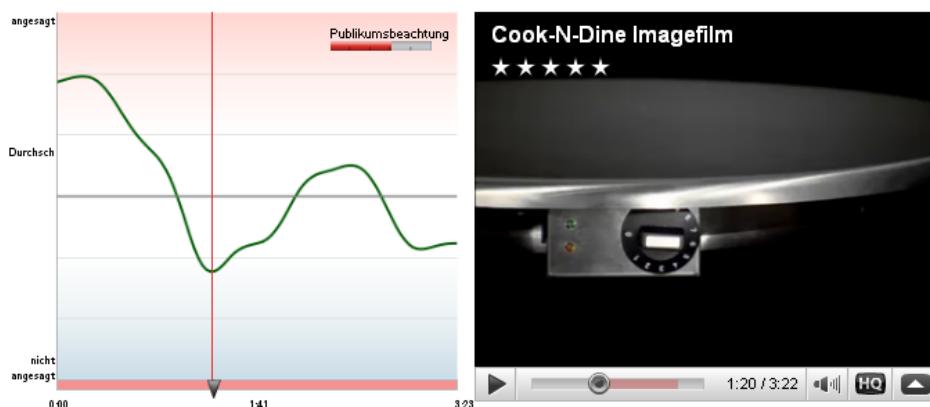 angesagt
Publikumsbeachtung
Durchsch
nicht
angesagt
0:00
1:41
3:23
Cook-N-Dine Imagefilm
1:20 / 3:22
HQ